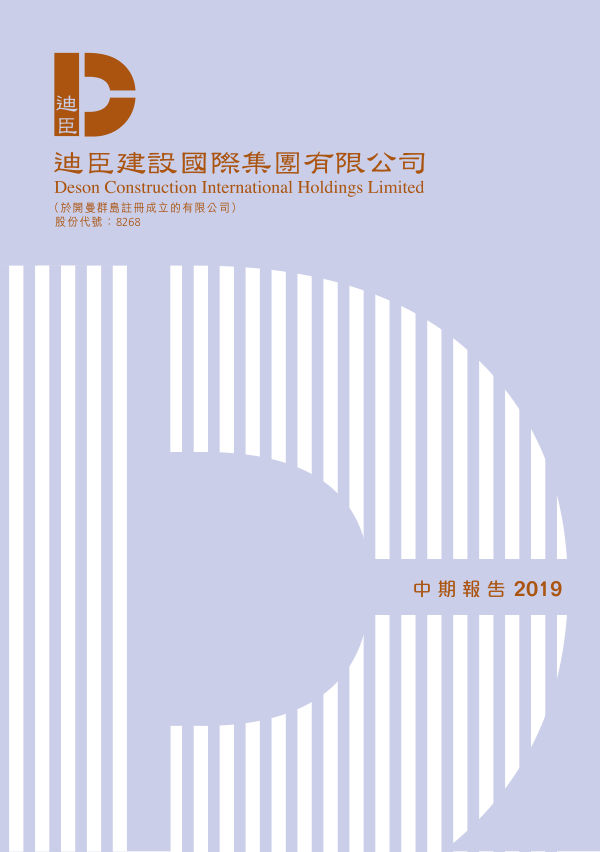 迪
臣
迪臣建設國際集團有限公司
Deson Construction International Holdings Limited
（於開曼群島註冊成立的有限公司）
股份代號：8268
中期報告 2019